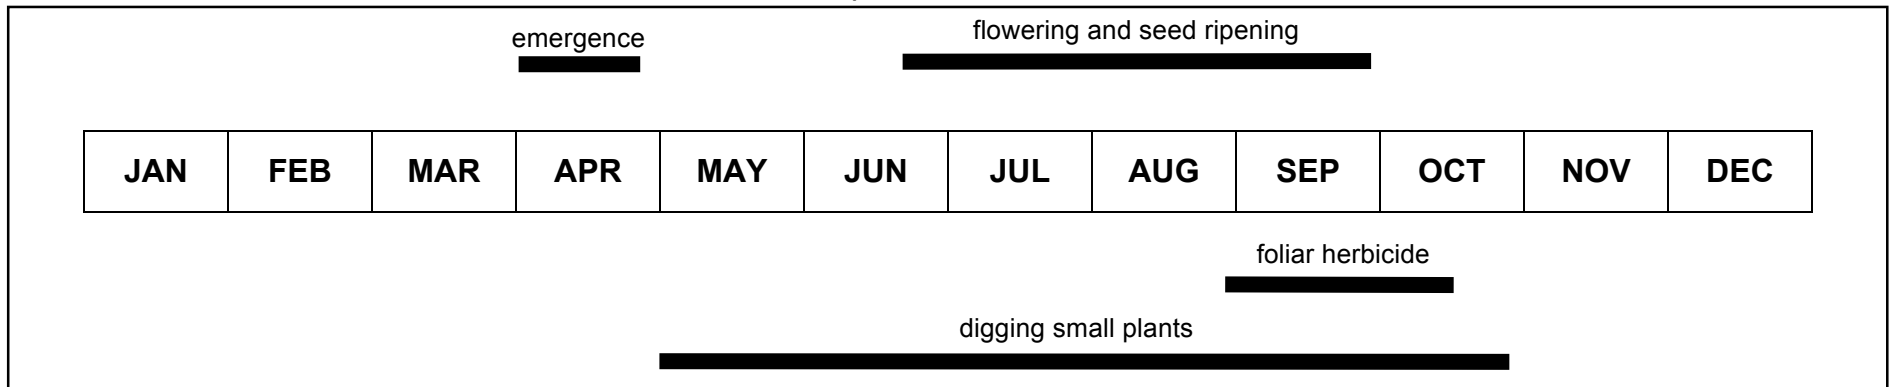 emergence
flowering and seed ripening
JAN FEB MAR APR MAY JUN JUL AUG SEP OCT NOV DEC
foliar herbicide
digging small plants